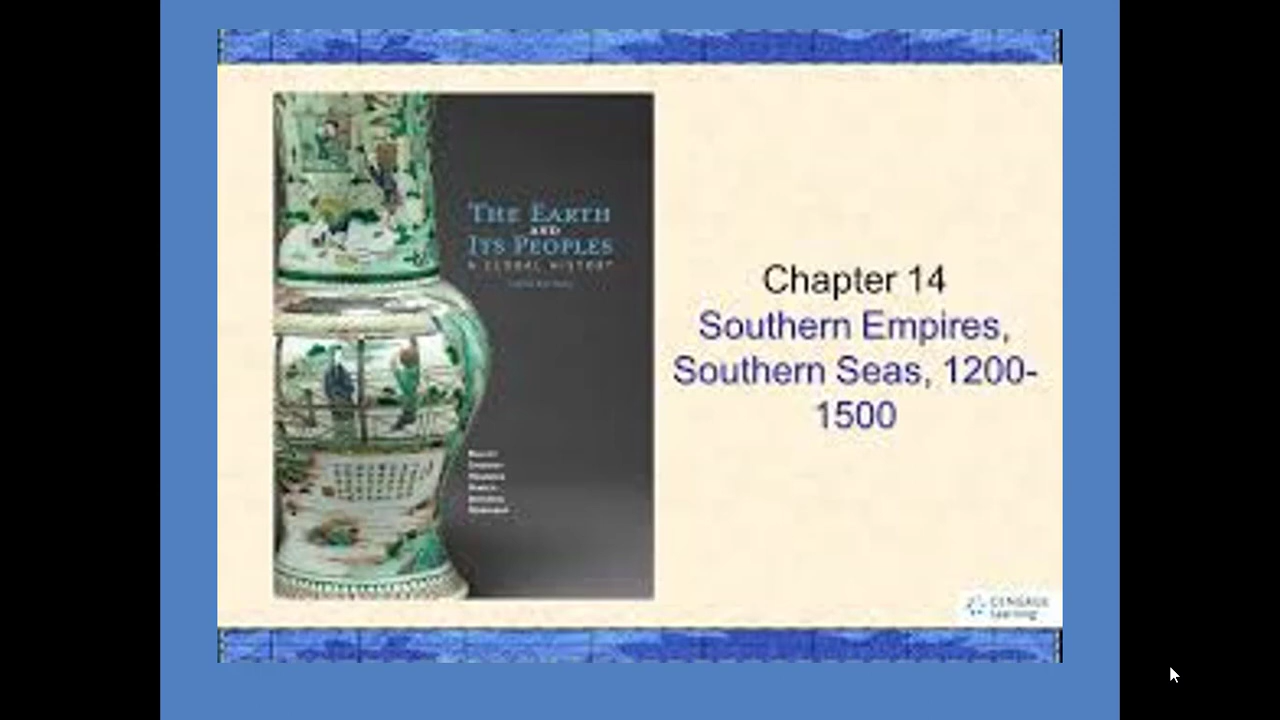 THE EARTH
AND
ITS PEOPLES
A GLOBAL HISTORY
Chapter 14
Southern Empires,
Southern Seas, 1200-
1500
CENGAGE
Learning